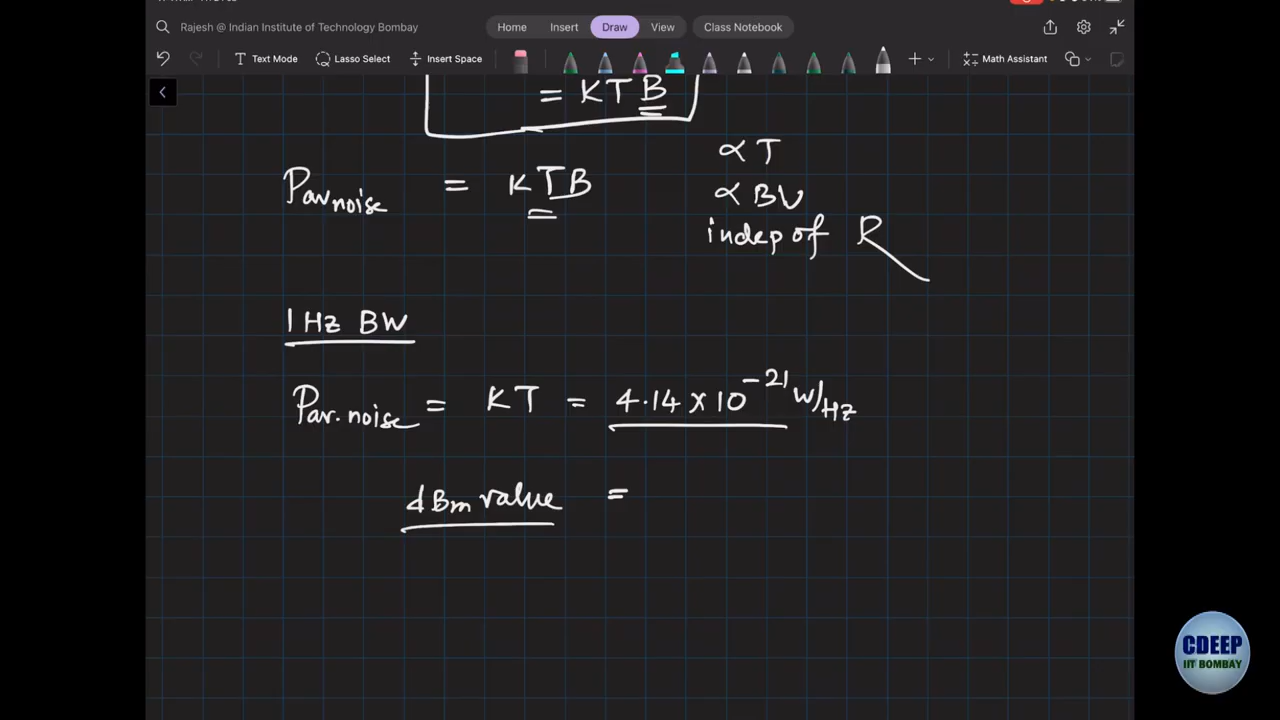 Rajesh @ Indian Institute of Technology Bombay
Home Insert Draw View Class Notebook
Text Mode Lasso Select Insert Space Math Assistant
= KTB
Pav noise = KTB
∝ T
∝ BW
indep of R
1 Hz BW
Pav. noise = KT = 4.14 × 10^-21 W/Hz
dBm value =
CDEEP
IIT BOMBAY